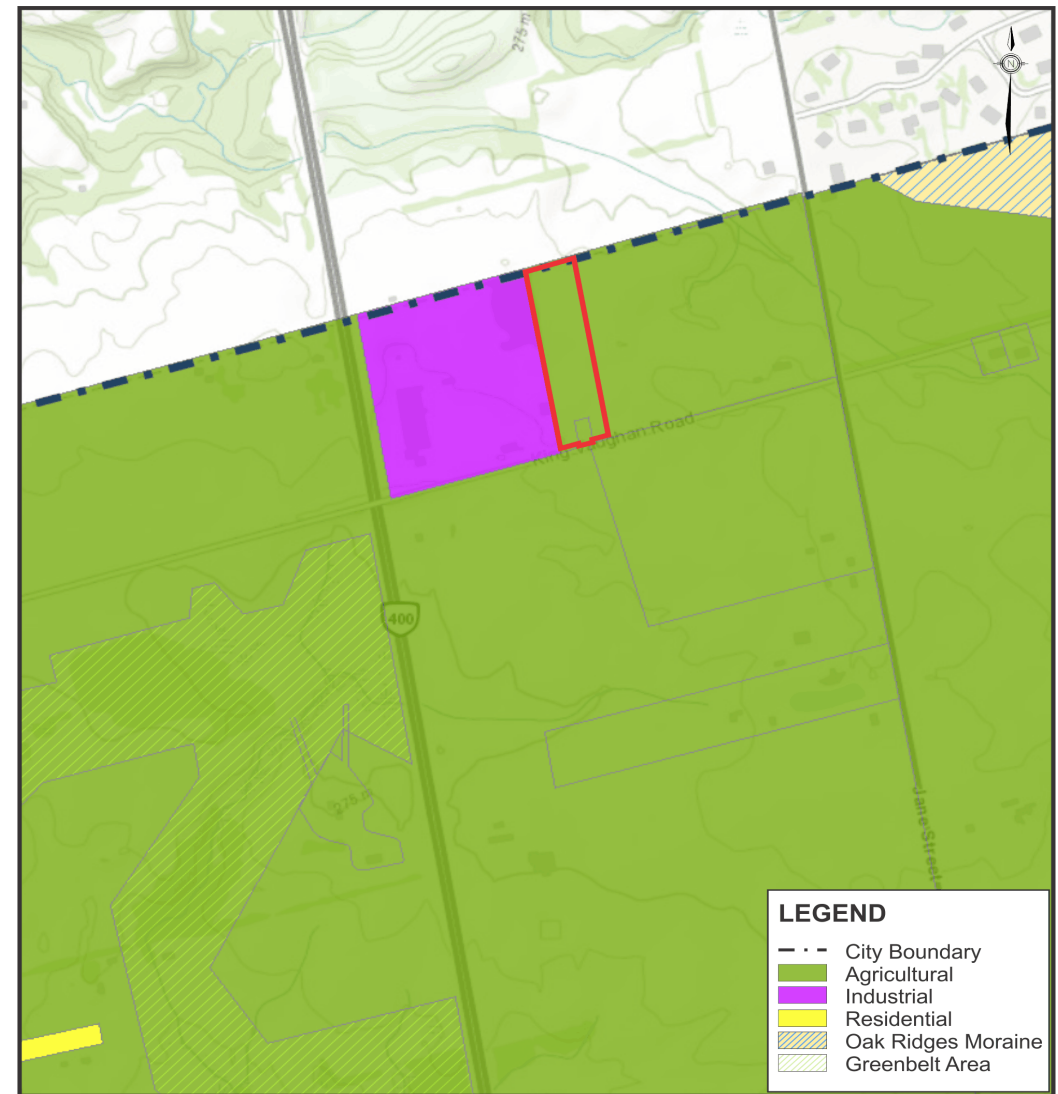 275 m
N
King-Vaughan Road
400
275 m
Jane Street
LEGEND
City Boundary
Agricultural
Industrial
Residential
Oak Ridges Moraine
Greenbelt Area